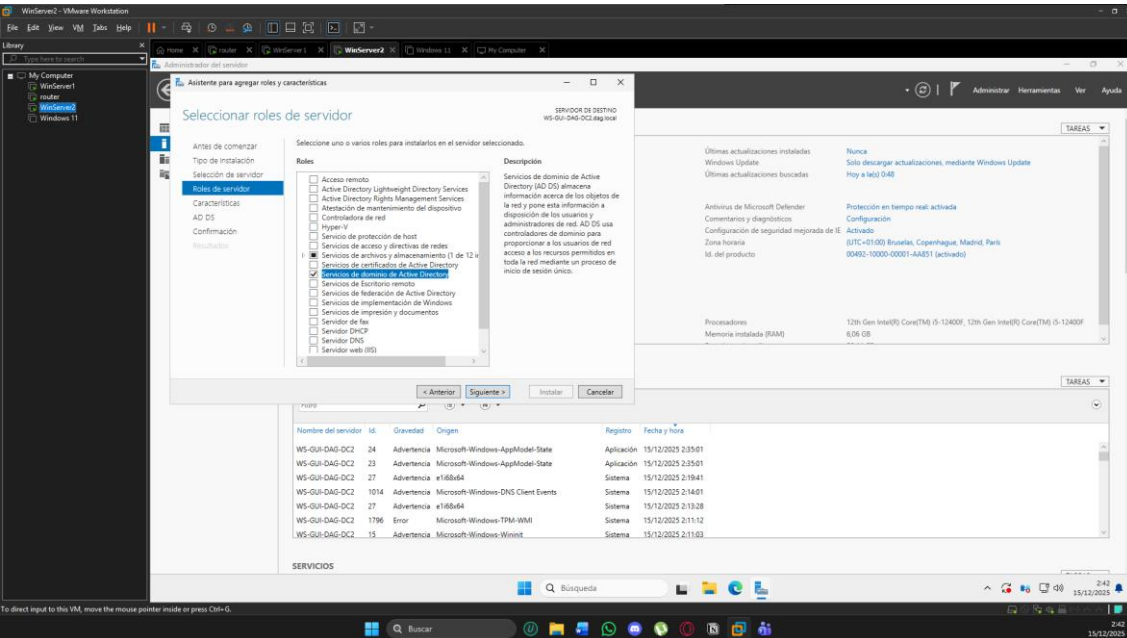 WinServer2 - VMware Workstation
File Edit View VM Tabs Help
Library
Type here to search
My Computer
WinServer1
router
WinServer2
Windows 11
Home router WinServer1 WinServer2 Windows 11 My Computer
Administrador del servidor
Administrar Herramientas Ver Ayuda
Asistente para agregar roles y características
Seleccionar roles de servidor
SERVIDOR DE DESTINO
WS-GUI-DAG-DC2.dag.local
Antes de comenzar
Tipo de instalación
Selección de servidor
Roles de servidor
Características
AD DS
Confirmación
Resultados
Seleccione uno o varios roles para instalarlos en el servidor seleccionado.
Roles
Acceso remoto
Active Directory Lightweight Directory Services
Active Directory Rights Management Services
Atestación de mantenimiento del dispositivo
Controladora de red
Hyper-V
Servicio de protección de host
Servicios de acceso y directivas de redes
Servicios de archivos y almacenamiento (1 de 12 i
Servicios de certificados de Active Directory
Servicios de dominio de Active Directory
Servicios de Escritorio remoto
Servicios de federación de Active Directory
Servicios de implementación de Windows
Servicios de impresión y documentos
Servidor de fax
Servidor DHCP
Servidor DNS
Servidor web (IIS)
Descripción
Servicios de dominio de Active
Directory (AD DS) almacena
información acerca de los objetos de
la red y pone esta información a
disposición de los usuarios y
administradores de red. AD DS usa
controladores de dominio para
proporcionar a los usuarios de red
acceso a los recursos permitidos en
toda la red mediante un proceso de
inicio de sesión único.
< Anterior Siguiente > Instalar Cancelar
TAREAS
Últimas actualizaciones instaladas Nunca
Windows Update Solo descargar actualizaciones, mediante Windows Update
Últimas actualizaciones buscadas Hoy a la(s) 0:48
Antivirus de Microsoft Defender Protección en tiempo real: activada
Comentarios y diagnósticos Configuración
Configuración de seguridad mejorada de IE Activado
Zona horaria (UTC+01:00) Bruselas, Copenhague, Madrid, París
Id. del producto 00492-10000-00001-AA851 (activado)
Procesadores 12th Gen Intel(R) Core(TM) i5-12400F, 12th Gen Intel(R) Core(TM) i5-12400F
Memoria instalada (RAM) 6,06 GB
TAREAS
Filtro
Nombre del servidor Id. Gravedad Origen Registro Fecha y hora
WS-GUI-DAG-DC2 24 Advertencia Microsoft-Windows-AppModel-State Aplicación 15/12/2025 2:35:01
WS-GUI-DAG-DC2 23 Advertencia Microsoft-Windows-AppModel-State Aplicación 15/12/2025 2:35:01
WS-GUI-DAG-DC2 27 Advertencia e1i68x64 Sistema 15/12/2025 2:19:41
WS-GUI-DAG-DC2 1014 Advertencia Microsoft-Windows-DNS Client Events Sistema 15/12/2025 2:14:01
WS-GUI-DAG-DC2 27 Advertencia e1i68x64 Sistema 15/12/2025 2:13:28
WS-GUI-DAG-DC2 1796 Error Microsoft-Windows-TPM-WMI Sistema 15/12/2025 2:11:12
WS-GUI-DAG-DC2 15 Advertencia Microsoft-Windows-Wininit Sistema 15/12/2025 2:11:03
SERVICIOS
Búsqueda
2:42
15/12/2025
To direct input to this VM, move the mouse pointer inside or press Ctrl+G.
Buscar
2:42
15/12/2025